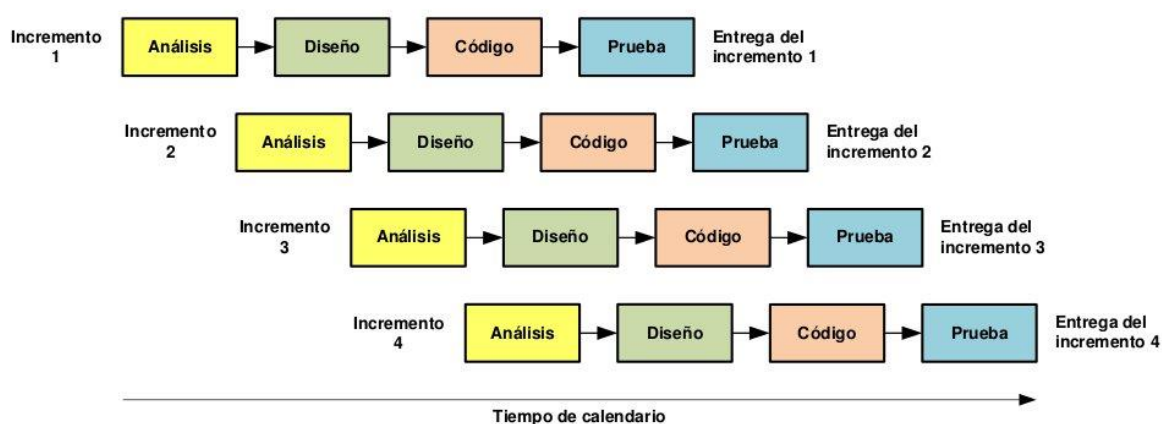 Incremento
1
Análisis
Diseño
Código
Prueba
Entrega del
incremento 1
Incremento
2
Análisis
Diseño
Código
Prueba
Entrega del
incremento 2
Incremento
3
Análisis
Diseño
Código
Prueba
Entrega del
incremento 3
Incremento
4
Análisis
Diseño
Código
Prueba
Entrega del
incremento 4
Tiempo de calendario